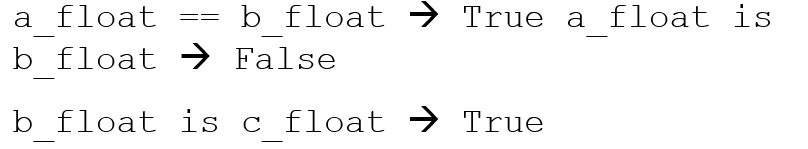 a_float == b_float → True a_float is
b_float → False
b_float is c_float → True